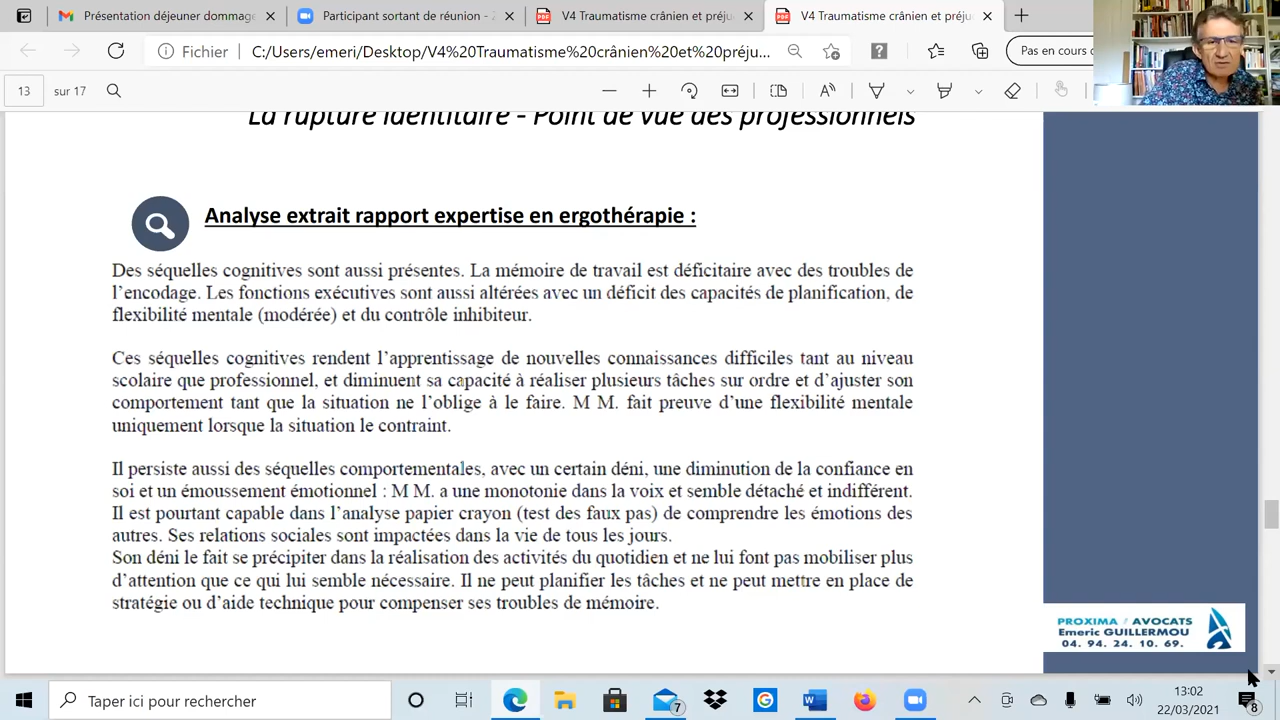 Présentation déjeuner dommage
Participant sortant de réunion - Z
V4 Traumatisme crânien et préju
V4 Traumatisme crânien et préju
Fichier
C:/Users/emeri/Desktop/V4%20Traumatisme%20crânien%20et%20préju...
Pas en cours
13
sur 17
La rupture identitaire - Point de vue des professionnels
Analyse extrait rapport expertise en ergothérapie :
Des séquelles cognitives sont aussi présentes. La mémoire de travail est déficitaire avec des troubles de
l'encodage. Les fonctions exécutives sont aussi altérées avec un déficit des capacités de planification, de
flexibilité mentale (modérée) et du contrôle inhibiteur.
Ces séquelles cognitives rendent l'apprentissage de nouvelles connaissances difficiles tant au niveau
scolaire que professionnel, et diminuent sa capacité à réaliser plusieurs tâches sur ordre et d'ajuster son
comportement tant que la situation ne l'oblige à le faire. M M. fait preuve d'une flexibilité mentale
uniquement lorsque la situation le contraint.
Il persiste aussi des séquelles comportementales, avec un certain déni, une diminution de la confiance en
soi et un émoussement émotionnel : M M. a une monotonie dans la voix et semble détaché et indifférent.
Il est pourtant capable dans l'analyse papier crayon (test des faux pas) de comprendre les émotions des
autres. Ses relations sociales sont impactées dans la vie de tous les jours.
Son déni le fait se précipiter dans la réalisation des activités du quotidien et ne lui font pas mobiliser plus
d'attention que ce qui lui semble nécessaire. Il ne peut planifier les tâches et ne peut mettre en place de
stratégie ou d'aide technique pour compenser ses troubles de mémoire.
PROXIMA / AVOCATS
Emeric GUILLERMOU
04. 94. 24. 10. 69.
Taper ici pour rechercher
7
13:02
22/03/2021
8